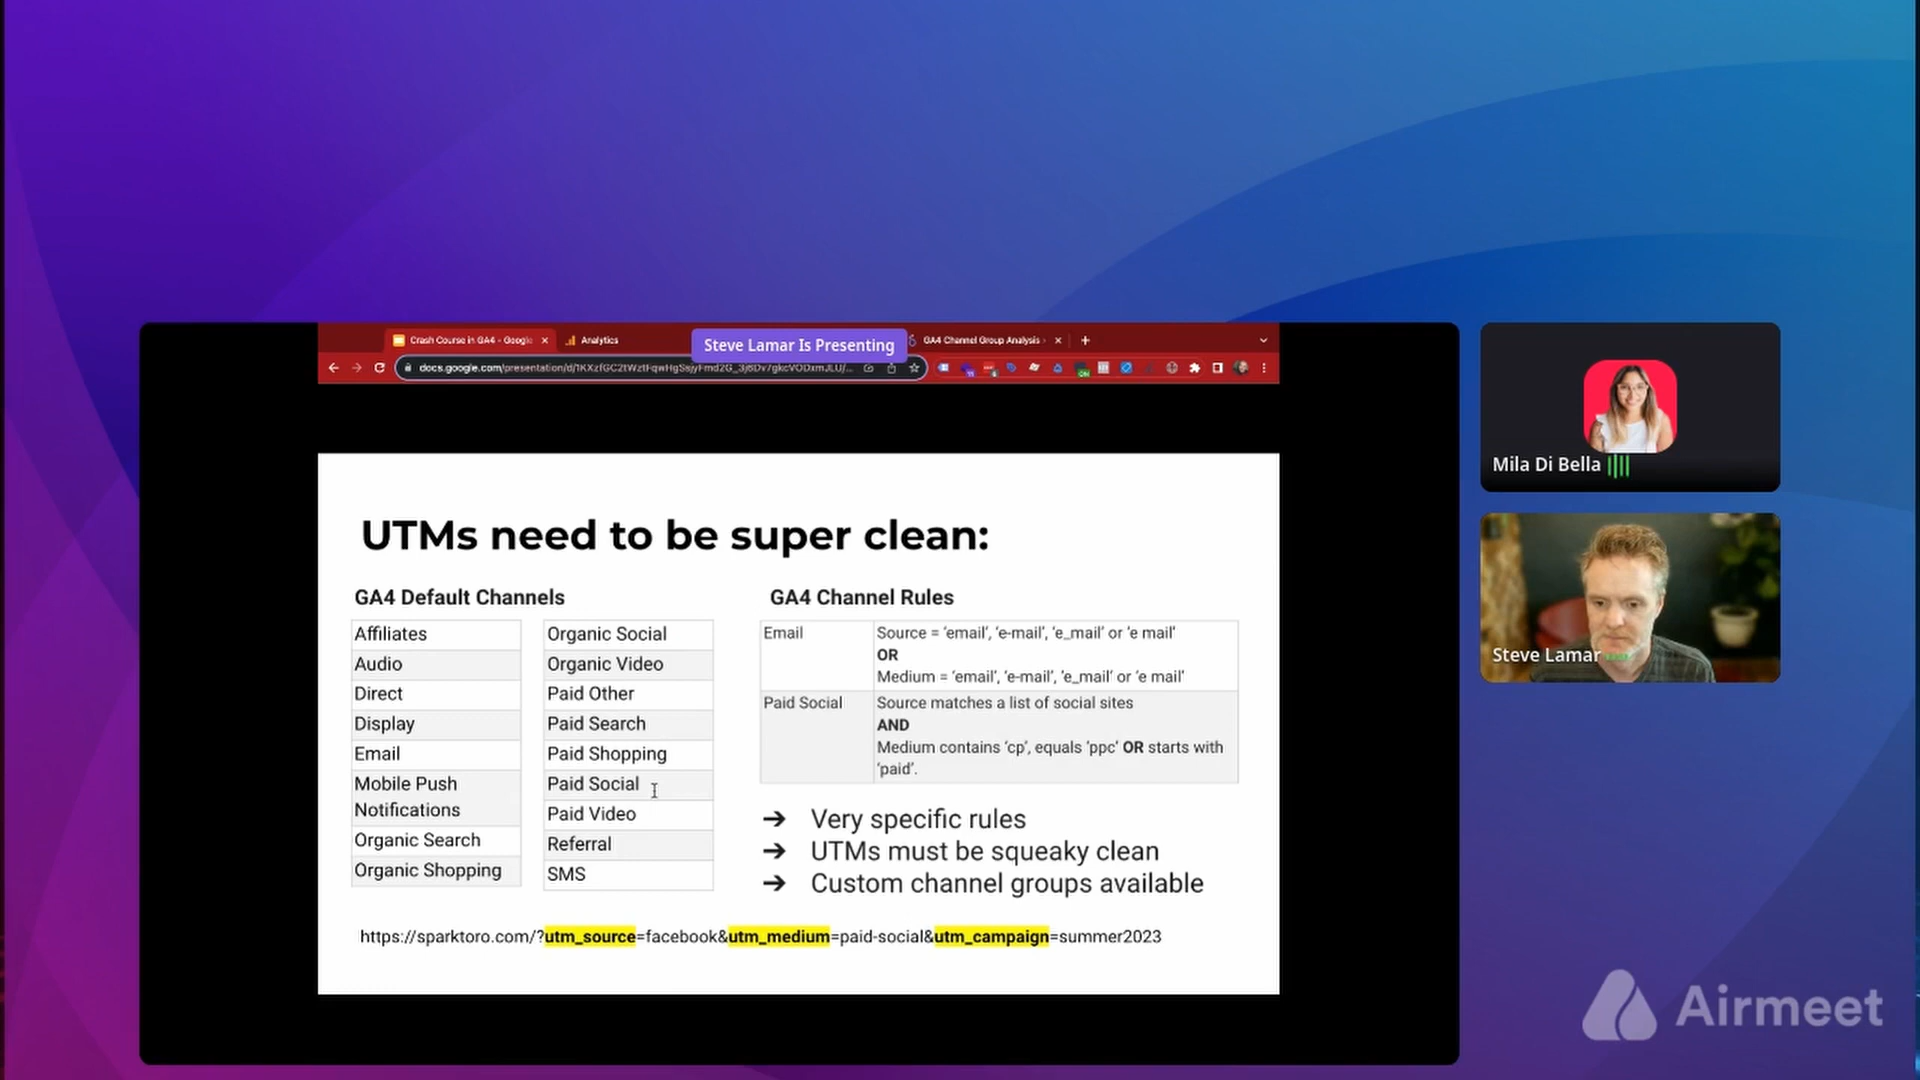 Crash Course in GA4 - Google
Analytics
Steve Lamar Is Presenting
GA4 Channel Group Analysis
UTMs need to be super clean:
GA4 Default Channels
Affiliates
Audio
Direct
Display
Email
Mobile Push
Notifications
Organic Search
Organic Shopping
Organic Social
Organic Video
Paid Other
Paid Search
Paid Shopping
Paid Social
Paid Video
Referral
SMS
GA4 Channel Rules
Email
Source = 'email', 'e-mail', 'e_mail' or 'e mail'
OR
Medium = 'email', 'e-mail', 'e_mail' or 'e mail'
Paid Social
Source matches a list of social sites
AND
Medium contains 'cp', equals 'ppc' OR starts with
'paid'.
➔ Very specific rules
➔ UTMs must be squeaky clean
➔ Custom channel groups available
https://sparktoro.com/?utm_source=facebook&utm_medium=paid-social&utm_campaign=summer2023
Mila Di Bella
Steve Lamar
Airmeet